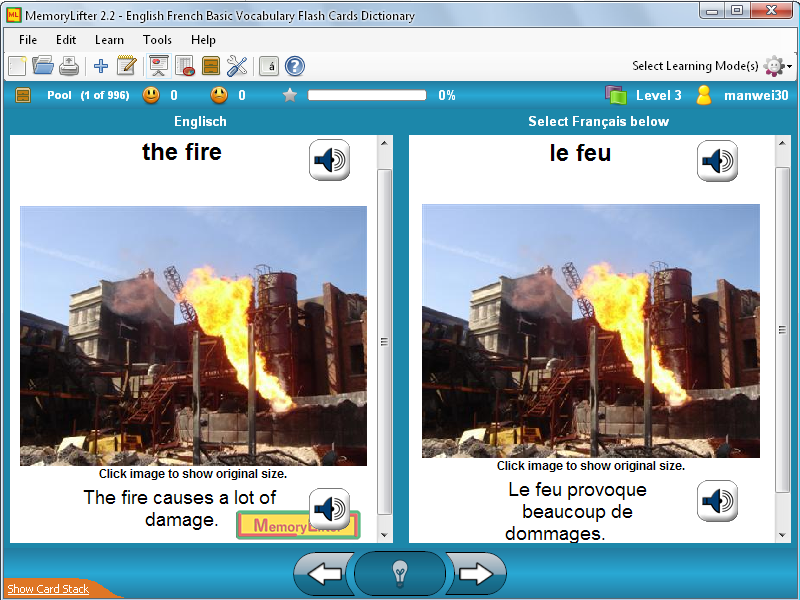 MemoryLifter 2.2 - English French Basic Vocabulary Flash Cards Dictionary
File Edit Learn Tools Help
á ? Select Learning Mode(s)
Pool (1 of 996) 0 0 0% Level 3 manwei30
Englisch
Select Français below
the fire
Click image to show original size.
The fire causes a lot of
damage.
MemoryLifter
le feu
Click image to show original size.
Le feu provoque
beaucoup de
dommages.
Show Card Stack